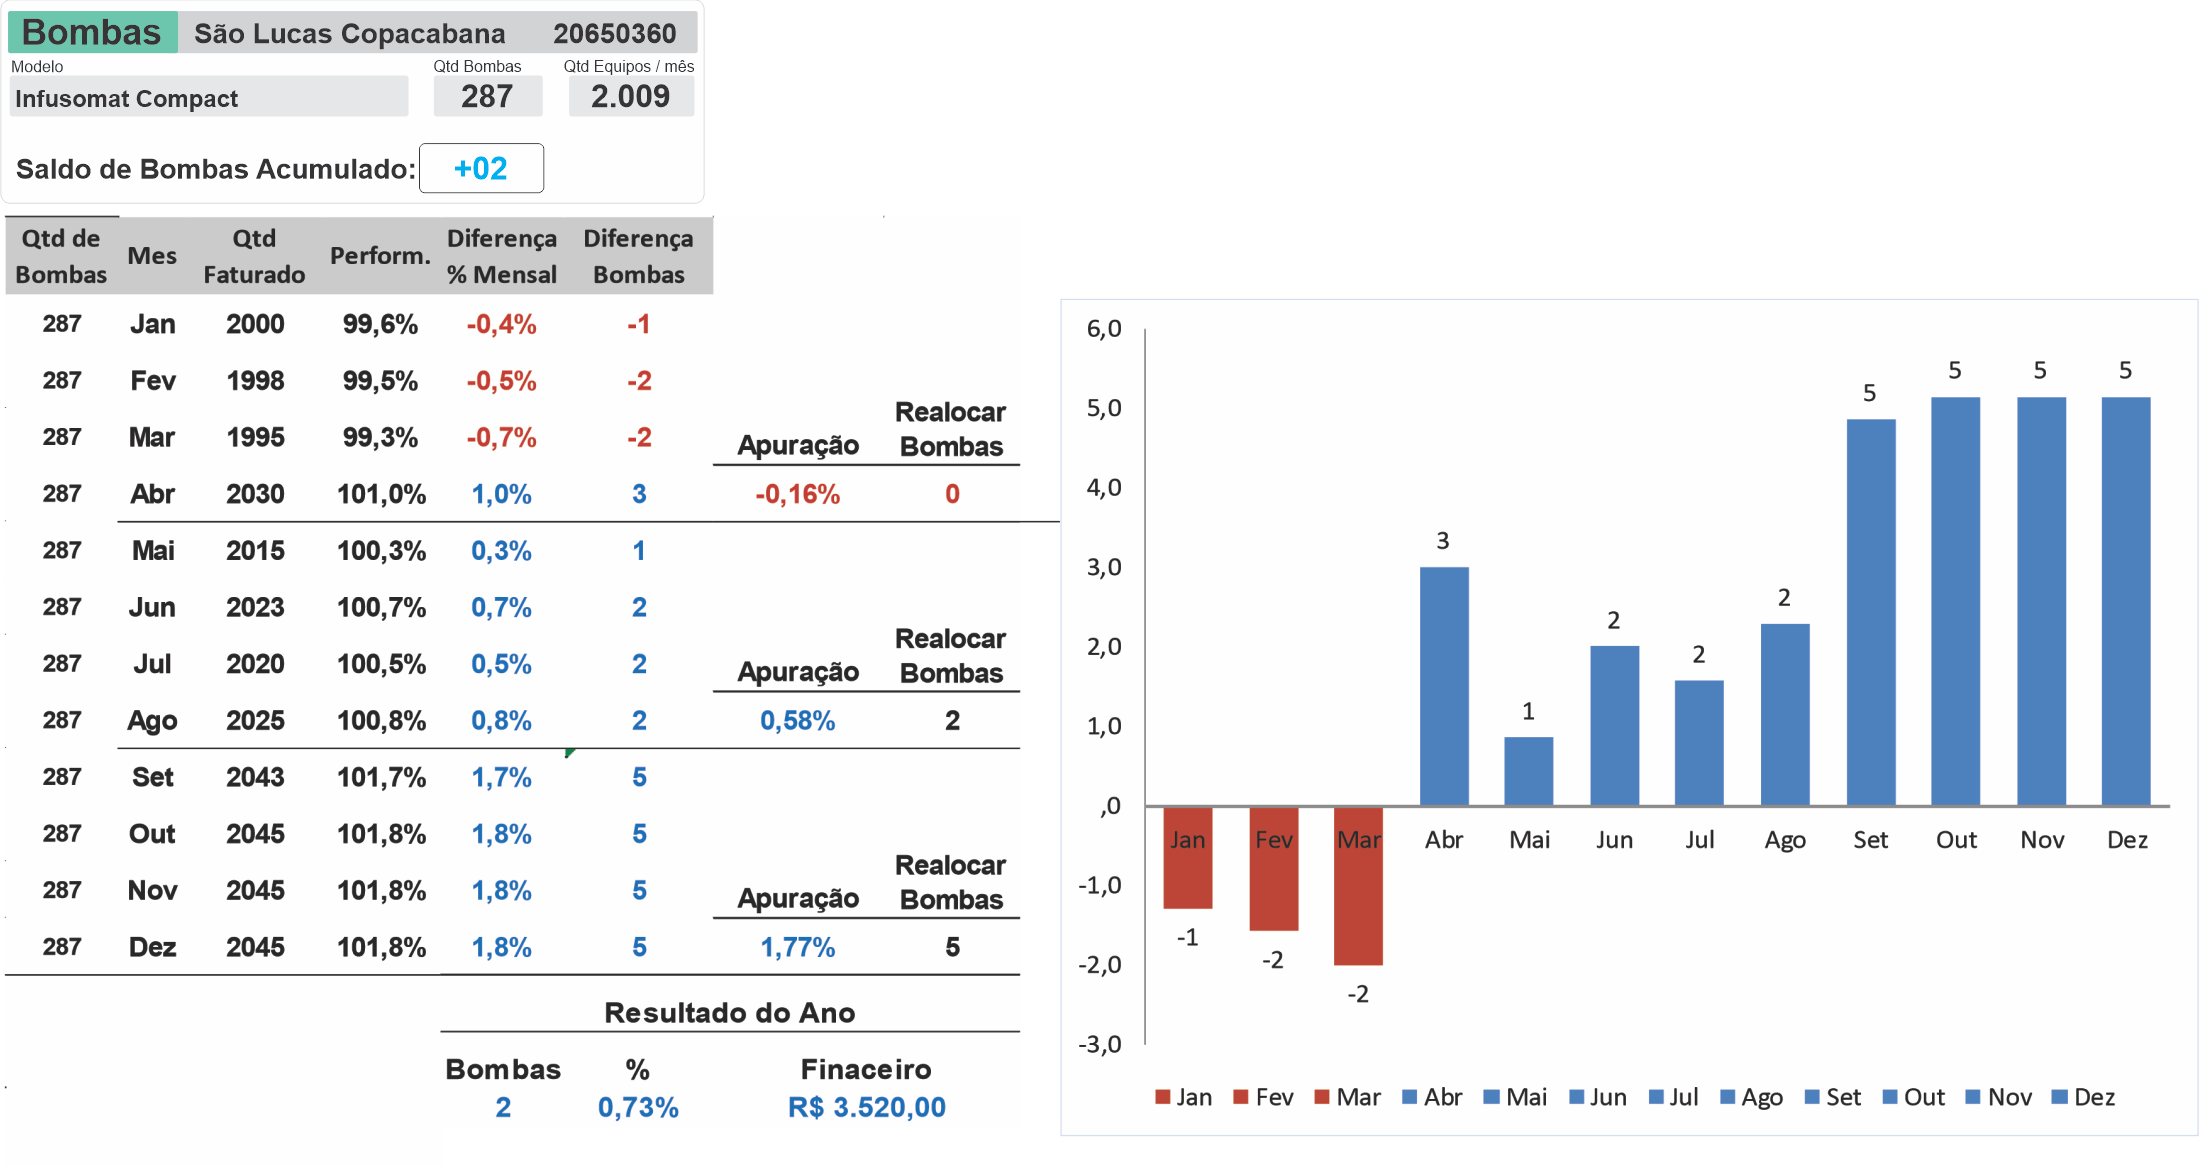 Bombas São Lucas Copacabana 20650360
Modelo Qtd Bombas Qtd Equipos / mês
Infusomat Compact 287 2.009
Saldo de Bombas Acumulado: +02
Qtd de Bombas Mes Qtd Faturado Perform. Diferença % Mensal Diferença Bombas
287 Jan 2000 99,6% -0,4% -1
287 Fev 1998 99,5% -0,5% -2
287 Mar 1995 99,3% -0,7% -2 Apuração Realocar Bombas
287 Abr 2030 101,0% 1,0% 3 -0,16% 0
287 Mai 2015 100,3% 0,3% 1
287 Jun 2023 100,7% 0,7% 2
287 Jul 2020 100,5% 0,5% 2 Apuração Realocar Bombas
287 Ago 2025 100,8% 0,8% 2 0,58% 2
287 Set 2043 101,7% 1,7% 5
287 Out 2045 101,8% 1,8% 5
287 Nov 2045 101,8% 1,8% 5 Apuração Realocar Bombas
287 Dez 2045 101,8% 1,8% 5 1,77% 5
Resultado do Ano
Bombas % Finaceiro
2 0,73% R$ 3.520,00
6,0
5,0
4,0
3,0
2,0
1,0
,0
-1,0
-2,0
-3,0
-1 -2 -2 3 1 2 2 2 5 5 5 5
Jan Fev Mar Abr Mai Jun Jul Ago Set Out Nov Dez
Jan Fev Mar Abr Mai Jun Jul Ago Set Out Nov Dez